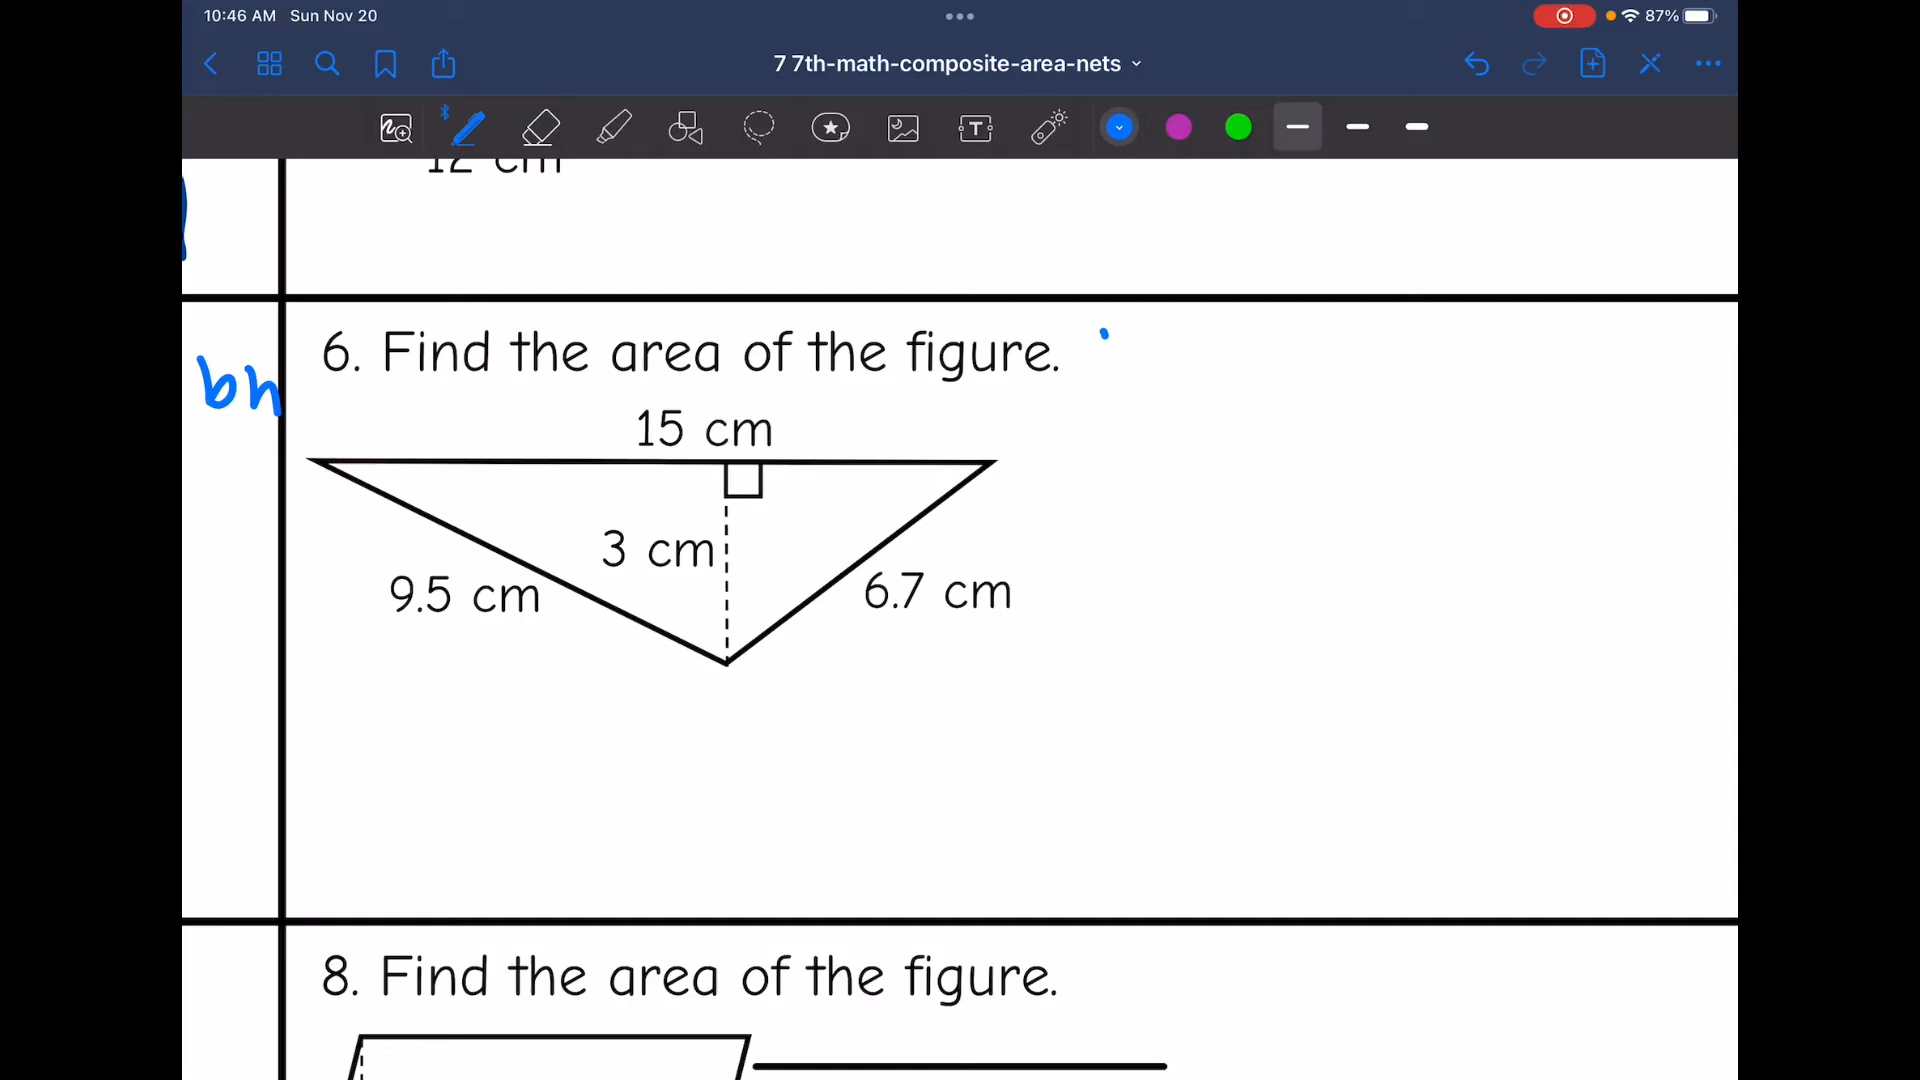 10:46 AM Sun Nov 20
87%
7 7th-math-composite-area-nets
T
12 cm
bh
6. Find the area of the figure.
15 cm
3 cm
9.5 cm
6.7 cm
8. Find the area of the figure.